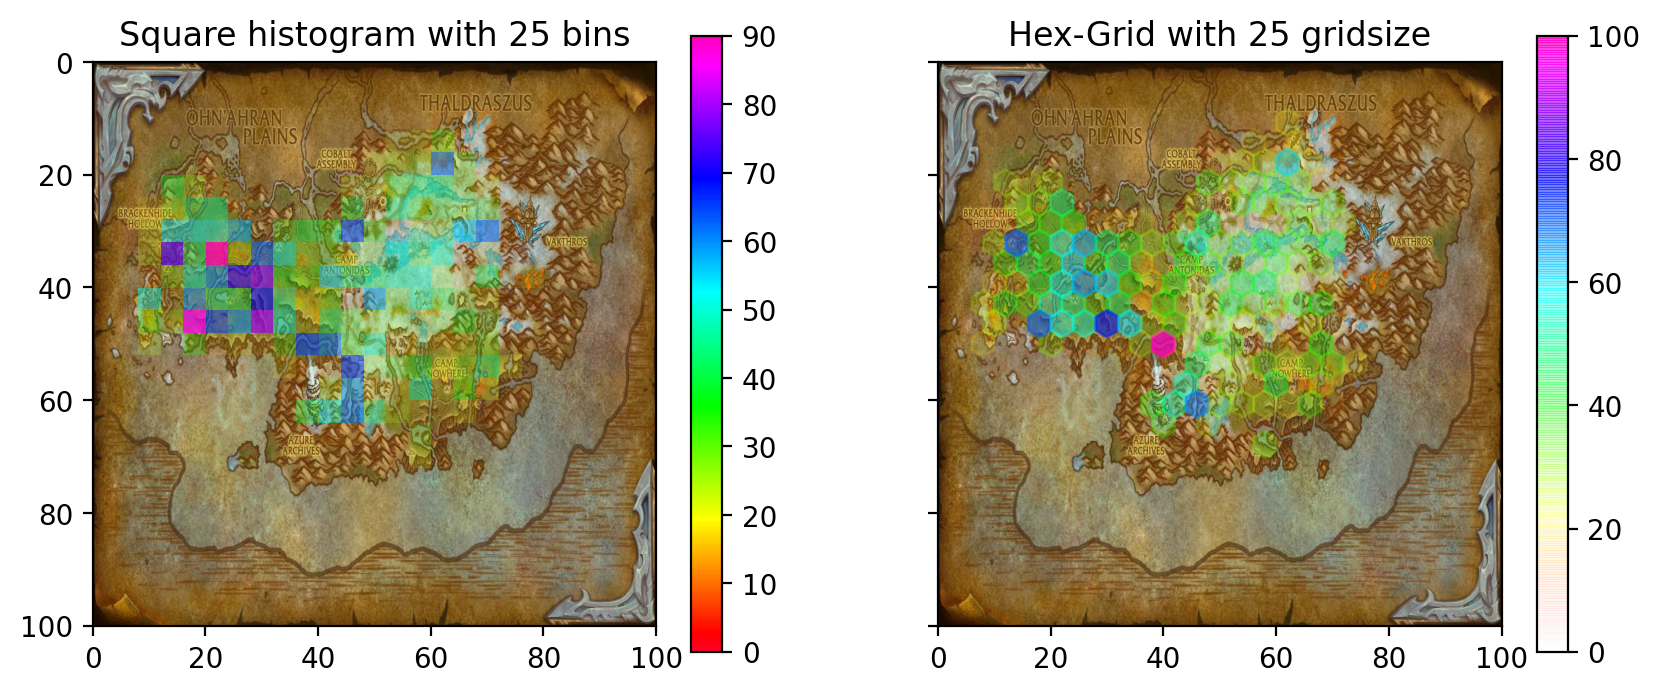 Square histogram with 25 bins
0
20
40
60
80
100
0
20
40
60
80
100
OHN'AHRAN
PLAINS
THALDRASZUS
COBALT
ASSEMBLY
BRACKENHIDE
HOLLOW
VAKTHROS
CAMP
ANTONIDAS
CAMP
NOWHERE
AZURE
ARCHIVES
90
80
70
60
50
40
30
20
10
0
Hex-Grid with 25 gridsize
0
20
40
60
80
100
OHN'AHRAN
PLAINS
THALDRASZUS
COBALT
ASSEMBLY
BRACKENHIDE
HOLLOW
VAKTHROS
CAMP
ANTONIDAS
CAMP
NOWHERE
AZURE
ARCHIVES
100
80
60
40
20
0